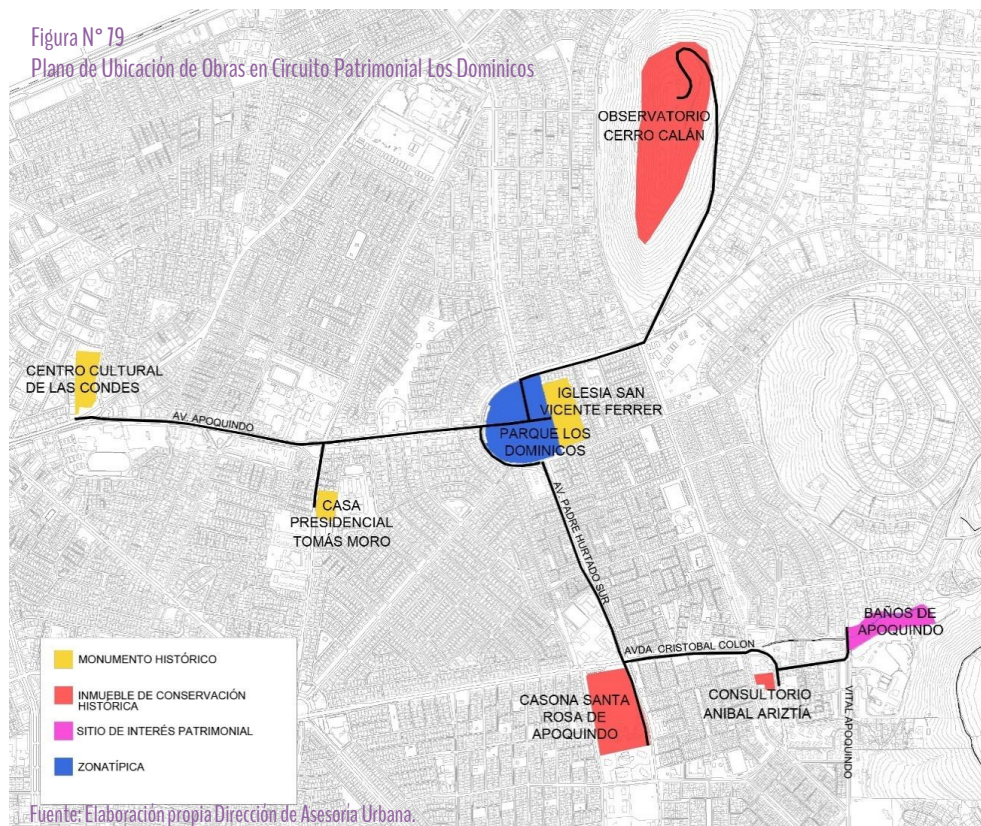 Figura N° 79
Plano de Ubicación de Obras en Circuito Patrimonial Los Dominicos
OBSERVATORIO
CERRO CALÁN
CENTRO CULTURAL
DE LAS CONDES
AV. APOQUINDO
IGLESIA SAN
VICENTE FERRER
PARQUE LOS
DOMINICOS
CASA
PRESIDENCIAL
TOMÁS MORO
AV. PADRE HURTADO SUR
BAÑOS DE
APOQUINDO
AVDA. CRISTOBAL COLON
CASONA SANTA
ROSA DE
APOQUINDO
CONSULTORIO
ANIBAL ARIZTÍA
VITAL APOQUINDO
MONUMENTO HISTÓRICO
INMUEBLE DE CONSERVACIÓN
HISTÓRICA
SITIO DE INTERÉS PATRIMONIAL
ZONATÍPICA
Fuente: Elaboración propia Dirección de Asesoría Urbana.